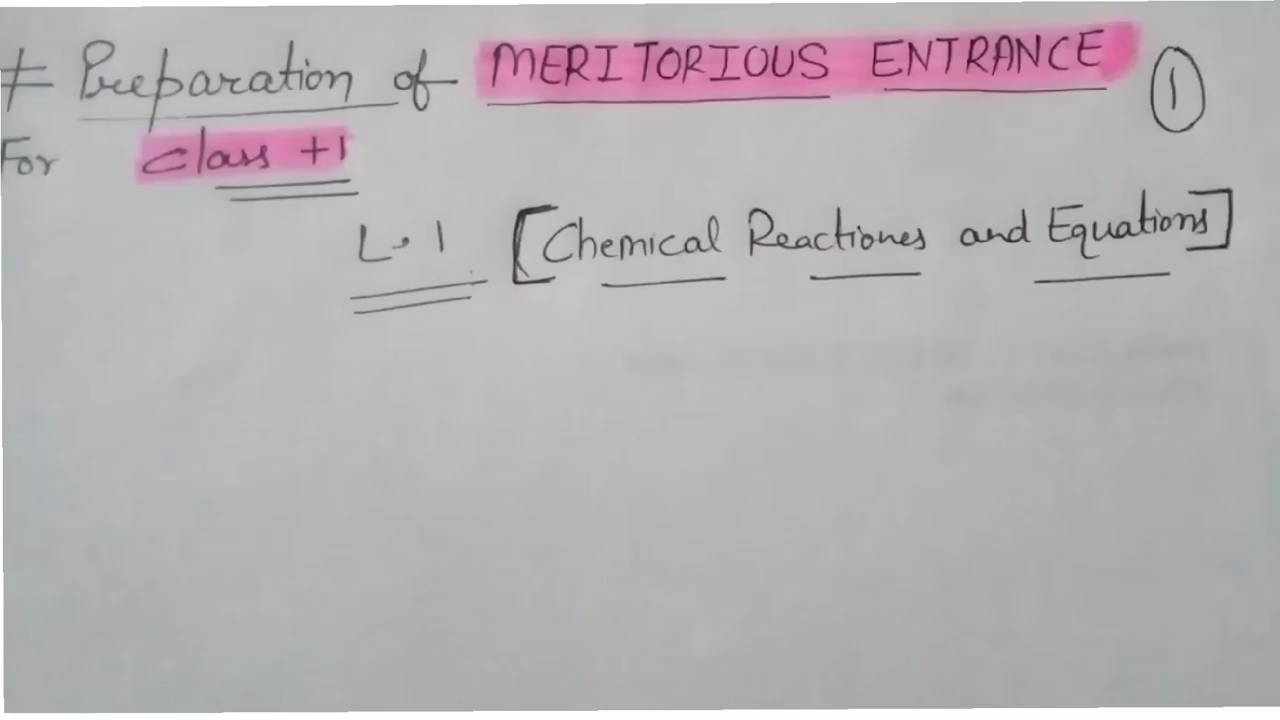 # Preparation of MERITORIOUS ENTRANCE 1
For class +1
L.1 [Chemical Reactiones and Equations]